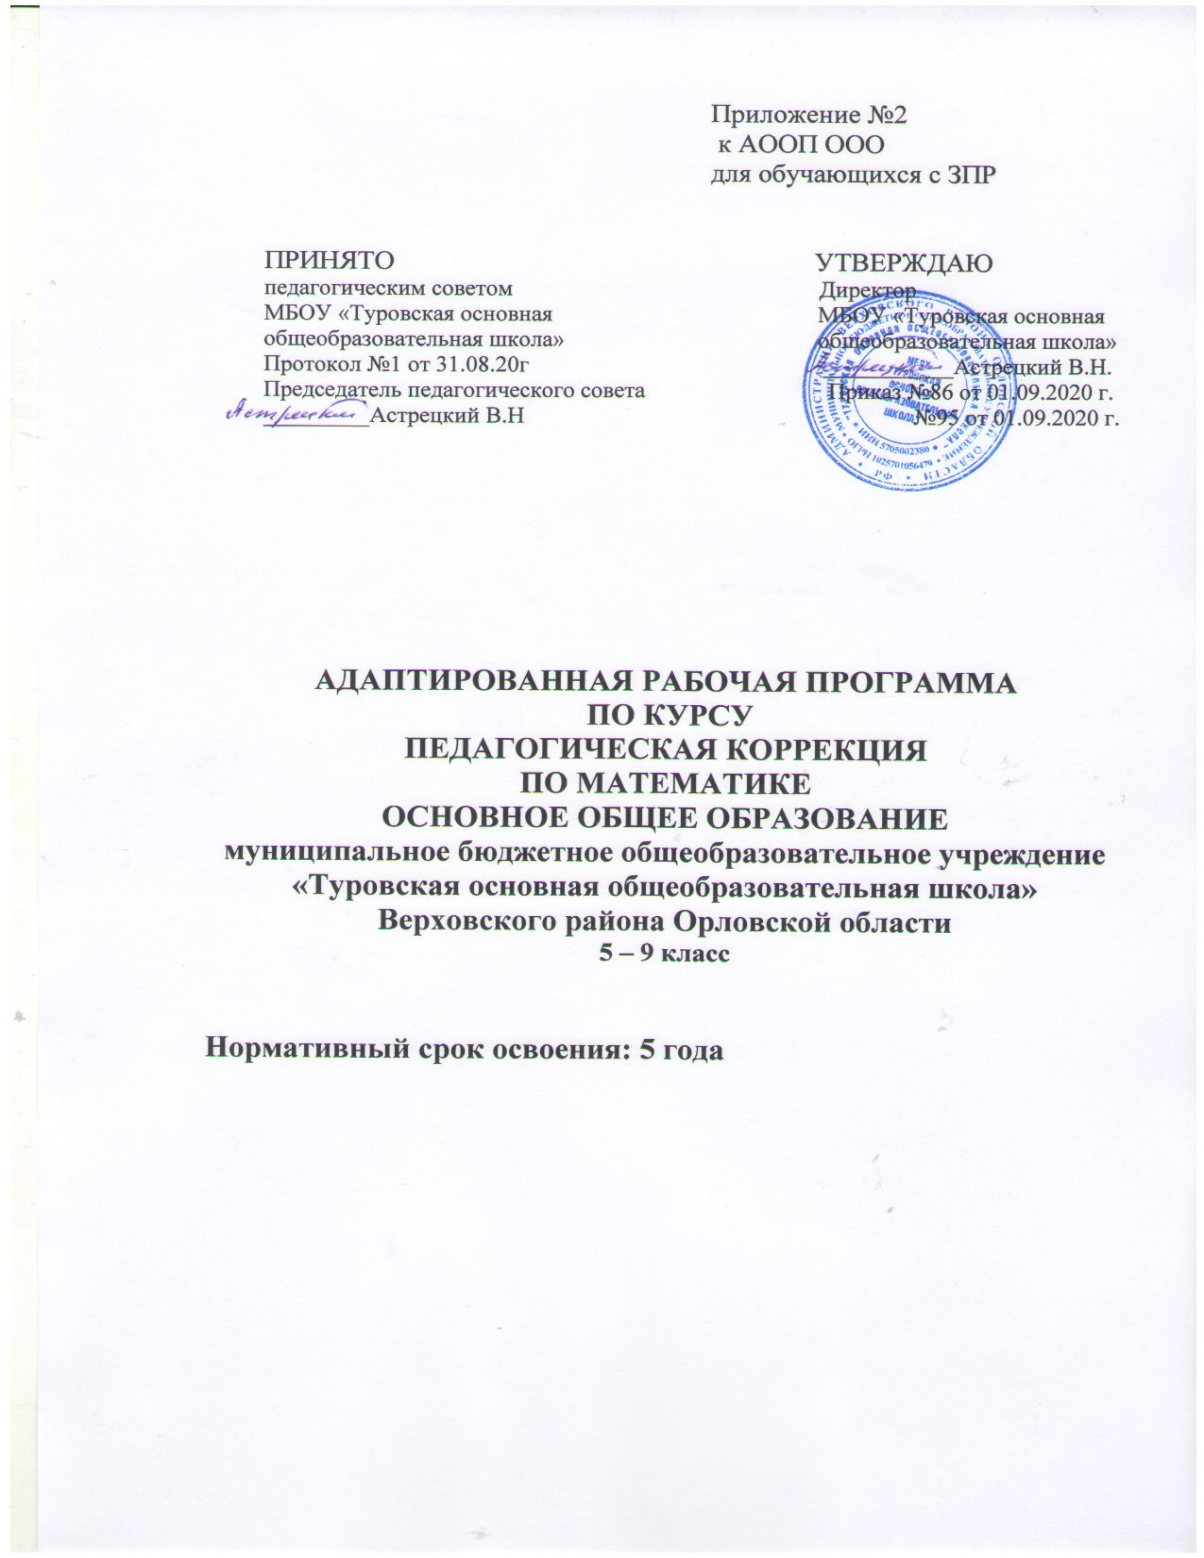 Приложение №2
к АООП ООО
для обучающихся с ЗПР
ПРИНЯТО
педагогическим советом
МБОУ «Туровская основная
общеобразовательная школа»
Протокол №1 от 31.08.20г
Председатель педагогического совета
Астрецкий В.Н
УТВЕРЖДАЮ
Директор
МБОУ «Туровская основная
общеобразовательная школа»
Астрецкий В.Н.
Приказ №86 от 01.09.2020 г.
№95 от 01.09.2020 г.
ИНН 5705002380
ОГРН 1025701056479
АДАПТИРОВАННАЯ РАБОЧАЯ ПРОГРАММА
ПО КУРСУ
ПЕДАГОГИЧЕСКАЯ КОРРЕКЦИЯ
ПО МАТЕМАТИКЕ
ОСНОВНОЕ ОБЩЕЕ ОБРАЗОВАНИЕ
муниципальное бюджетное общеобразовательное учреждение
«Туровская основная общеобразовательная школа»
Верховского района Орловской области
5 – 9 класс
Нормативный срок освоения: 5 года